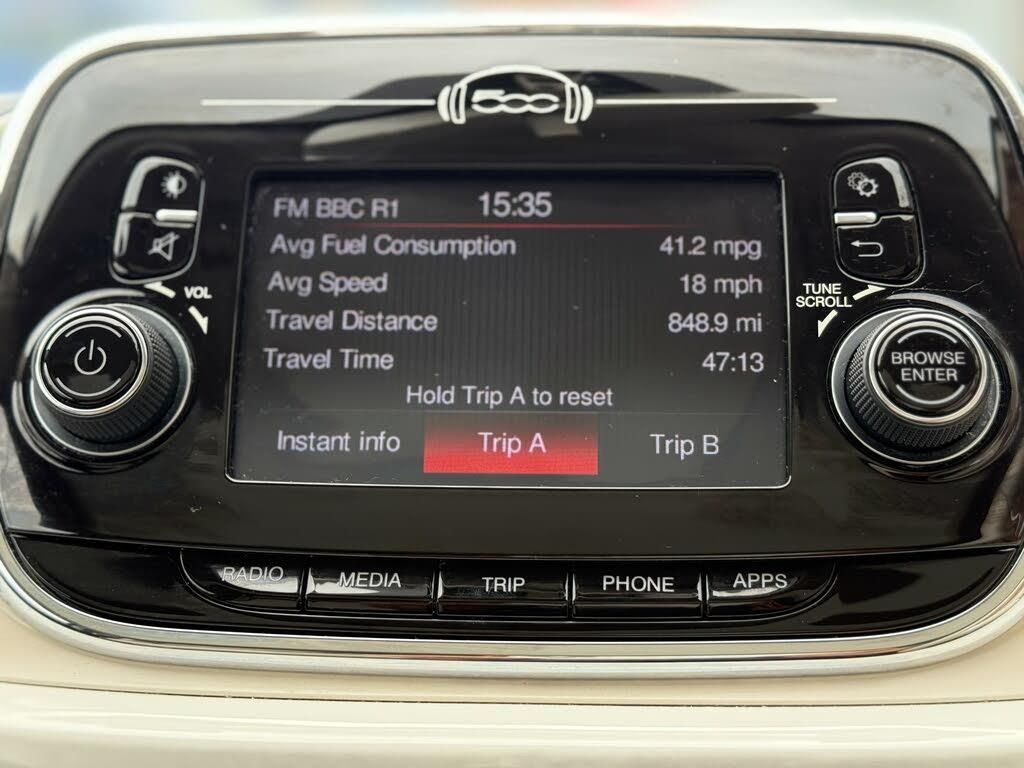 500
FM BBC R1 15:35
Avg Fuel Consumption 41.2 mpg
Avg Speed 18 mph
Travel Distance 848.9 mi
Travel Time 47:13
Hold Trip A to reset
Instant info Trip A Trip B
VOL
TUNE
SCROLL
BROWSE
ENTER
RADIO MEDIA TRIP PHONE APPS